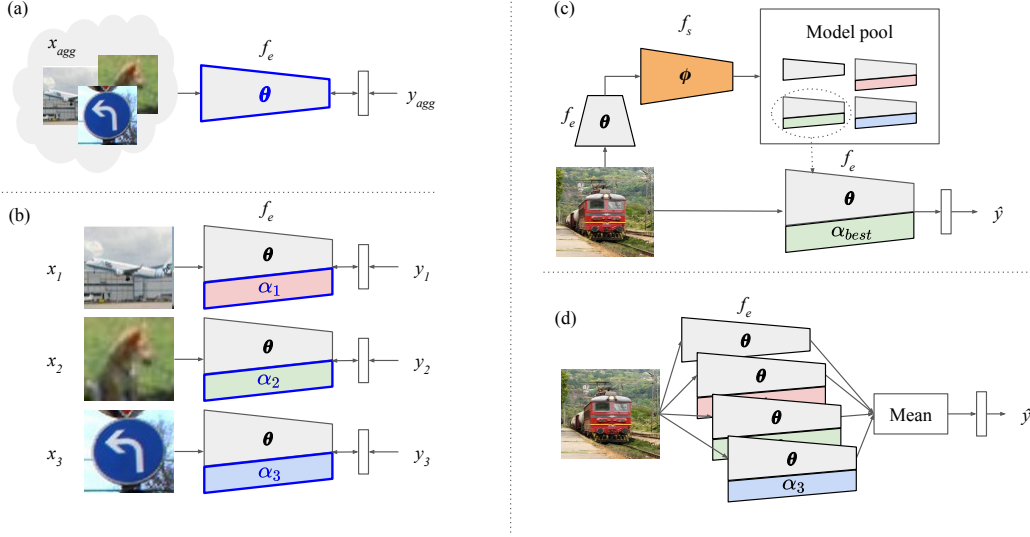 (a)
x_agg
f_e
θ
y_agg
(b)
f_e
x_1
θ
α_1
y_1
x_2
θ
α_2
y_2
x_3
θ
α_3
y_3
(c)
f_s
Model pool
ϕ
f_e
θ
f_e
θ
α_best
ŷ
(d)
f_e
θ
θ
θ
θ
α_3
Mean
ŷ